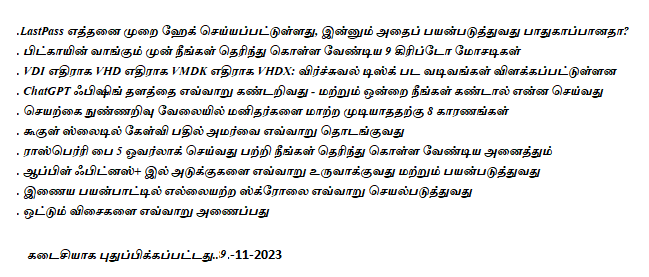 .LastPass எத்தனை முறை ஹேக் செய்யப்பட்டுள்ளது, இன்னும் அதைப் பயன்படுத்துவது பாதுகாப்பானதா?
. பிட்காயின் வாங்கும் முன் நீங்கள் தெரிந்து கொள்ள வேண்டிய 9 கிரிப்டோ மோசடிகள்
. VDI எதிராக VHD எதிராக VMDK எதிராக VHDX: விர்ச்சுவல் டிஸ்க் பட வடிவங்கள் விளக்கப்பட்டுள்ளன
. ChatGPT ஃபிஷிங் தளத்தை எவ்வாறு கண்டறிவது - மற்றும் ஒன்றை நீங்கள் கண்டால் என்ன செய்வது
. செயற்கை நுண்ணறிவு வேலையில் மனிதர்களை மாற்ற முடியாததற்கு 8 காரணங்கள்
. கூகுள் ஸ்லைடில் கேள்வி பதில் அமர்வை எவ்வாறு தொடங்குவது
. ராஸ்பெர்ரி பை 5 ஓவர்லாக் செய்வது பற்றி நீங்கள் தெரிந்து கொள்ள வேண்டிய அனைத்தும்
. ஆப்பிள் ஃபிட்னஸ்+ இல் அடுக்குகளை எவ்வாறு உருவாக்குவது மற்றும் பயன்படுத்துவது
. இணைய பயன்பாட்டில் எல்லையற்ற ஸ்க்ரோலை எவ்வாறு செயல்படுத்துவது
. ஒட்டும் விசைகளை எவ்வாறு அணைப்பது
கடைசியாக புதுப்பிக்கப்பட்டது..9.-11-2023